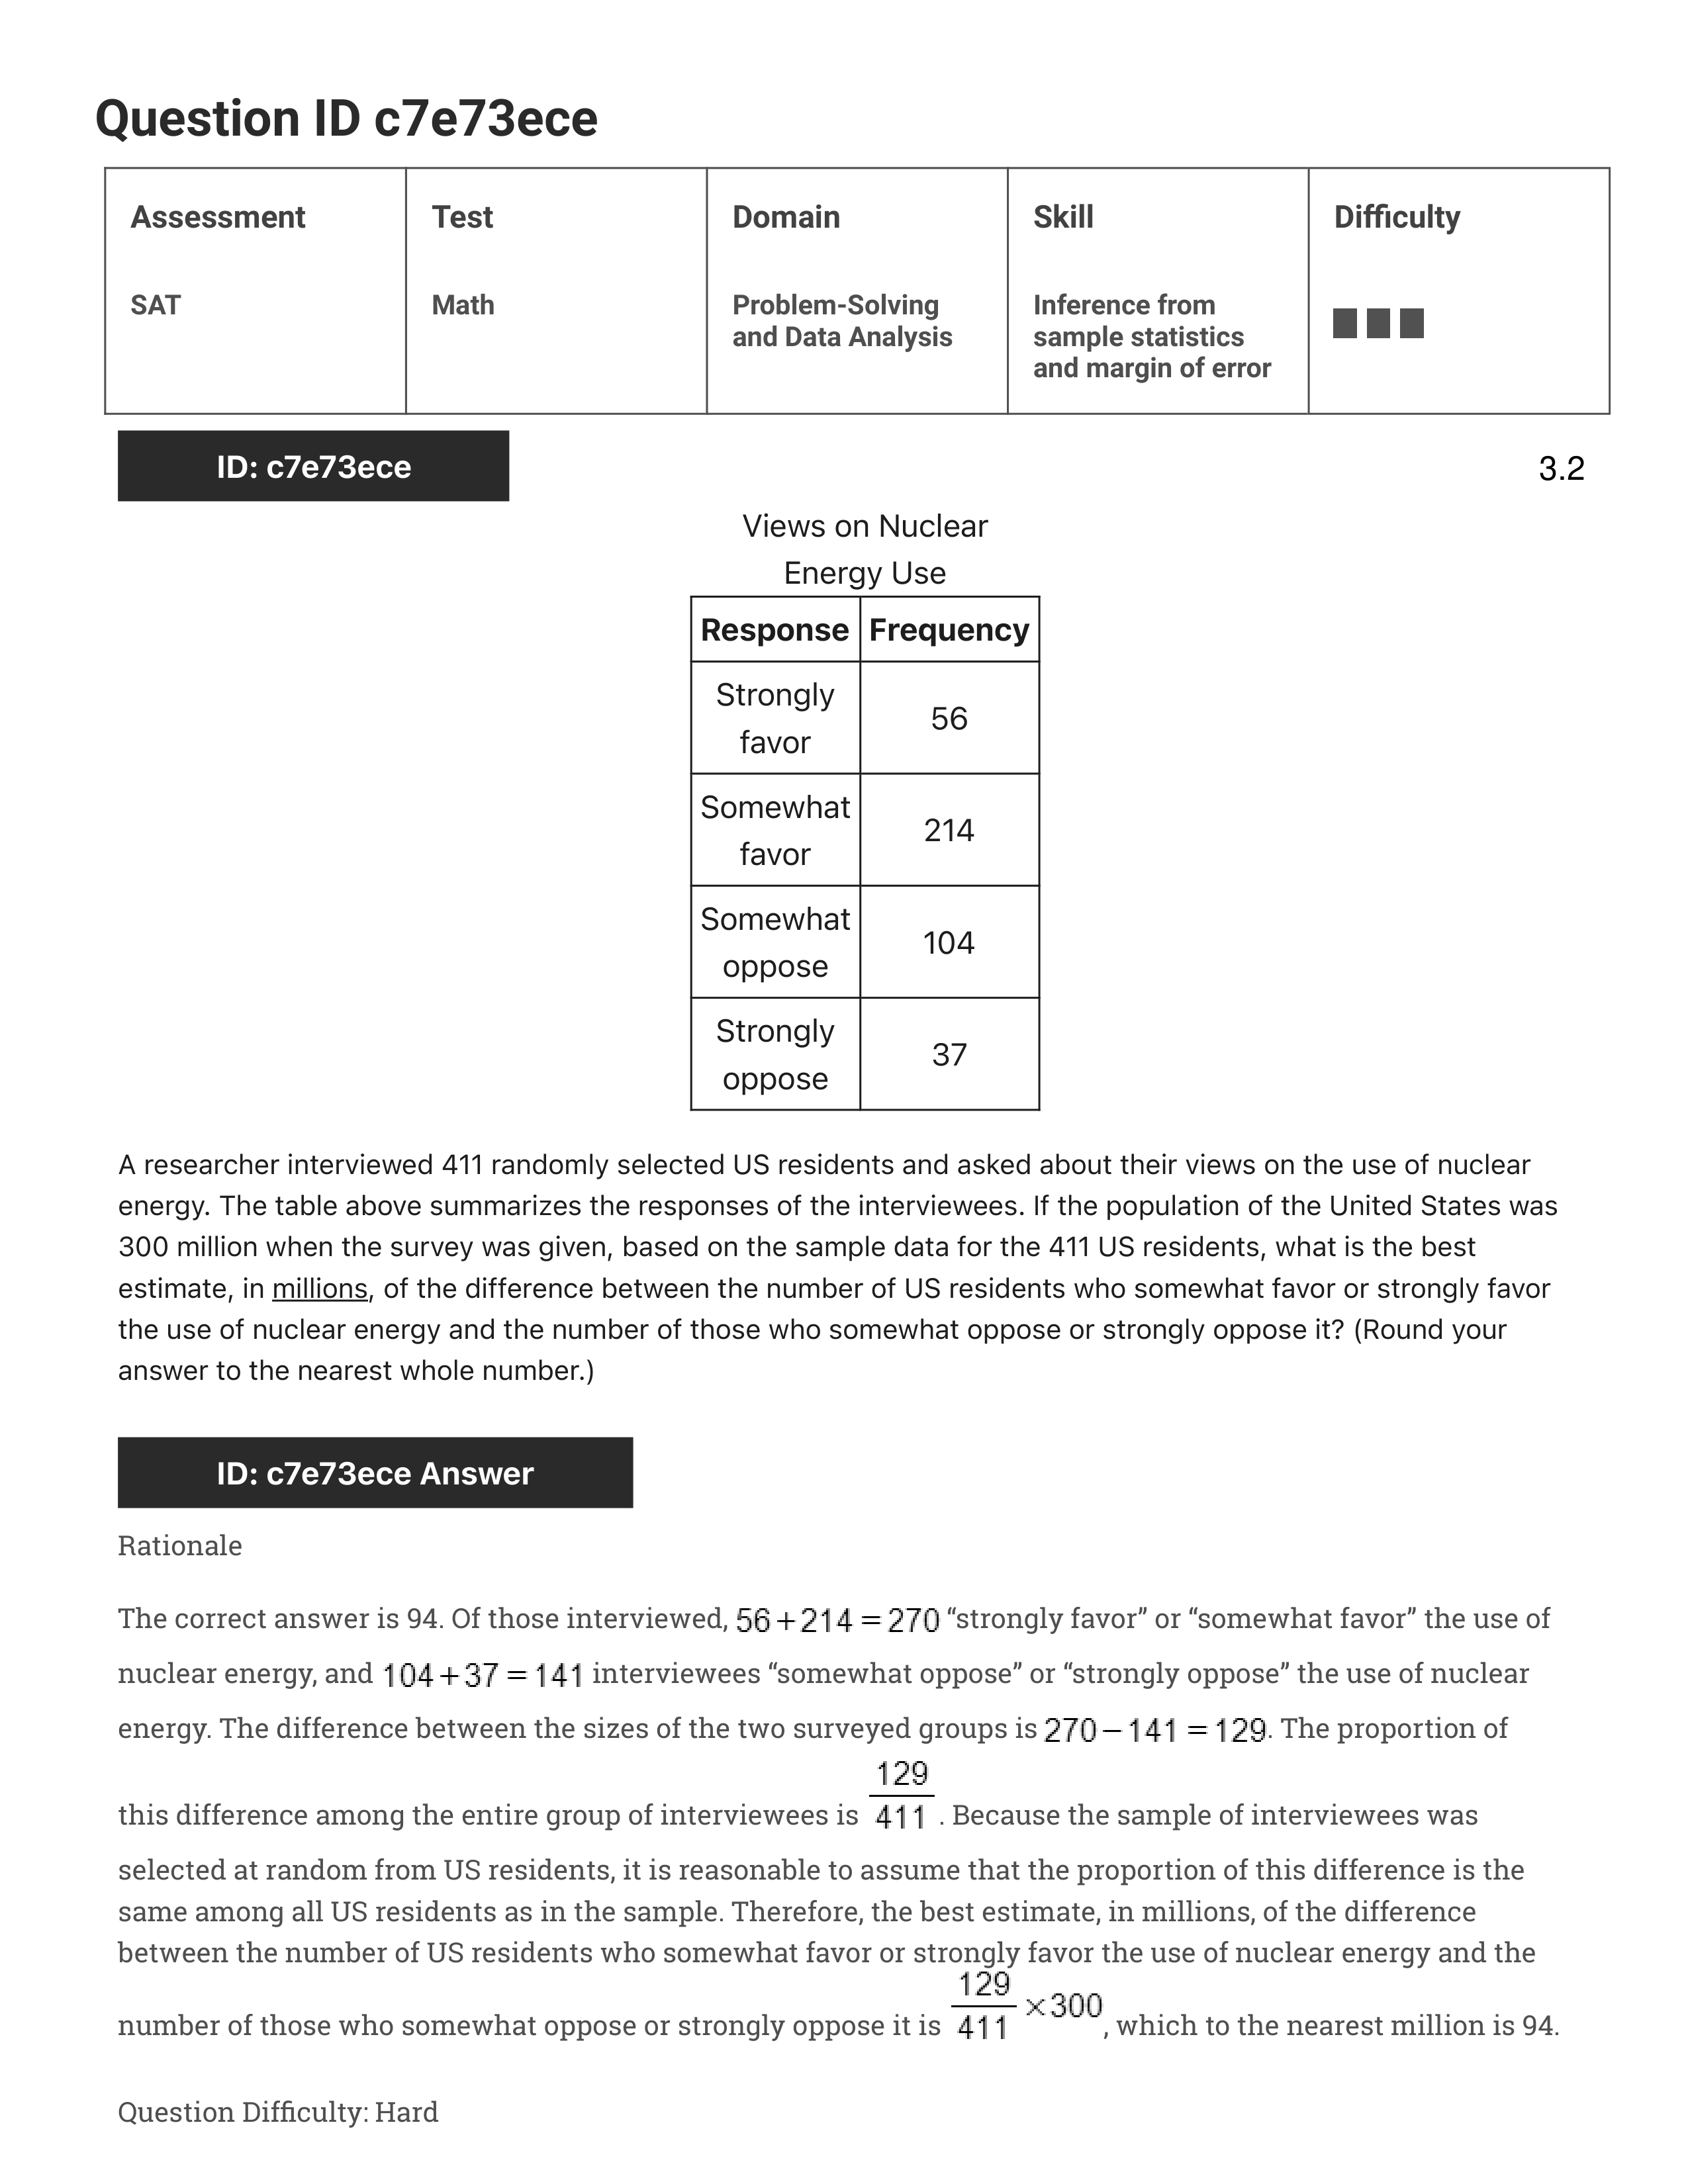 Question ID c7e73ece
Assessment
Test
Domain
Skill
Difficulty
SAT
Math
Problem-Solving
and Data Analysis
Inference from
sample statistics
and margin of error
ID: c7e73ece
3.2
Views on Nuclear
Energy Use
Response Frequency
Strongly
favor
56
Somewhat
favor
214
Somewhat
oppose
104
Strongly
oppose
37
A researcher interviewed 411 randomly selected US residents and asked about their views on the use of nuclear
energy. The table above summarizes the responses of the interviewees. If the population of the United States was
300 million when the survey was given, based on the sample data for the 411 US residents, what is the best
estimate, in millions, of the difference between the number of US residents who somewhat favor or strongly favor
the use of nuclear energy and the number of those who somewhat oppose or strongly oppose it? (Round your
answer to the nearest whole number.)
ID: c7e73ece Answer
Rationale
The correct answer is 94. Of those interviewed, 56+214=270 “strongly favor” or “somewhat favor” the use of
nuclear energy, and 104+37=141 interviewees “somewhat oppose” or “strongly oppose” the use of nuclear
energy. The difference between the sizes of the two surveyed groups is 270−141=129. The proportion of
this difference among the entire group of interviewees is 129/411. Because the sample of interviewees was
selected at random from US residents, it is reasonable to assume that the proportion of this difference is the
same among all US residents as in the sample. Therefore, the best estimate, in millions, of the difference
between the number of US residents who somewhat favor or strongly favor the use of nuclear energy and the
number of those who somewhat oppose or strongly oppose it is 129/411 ×300, which to the nearest million is 94.
Question Difficulty: Hard